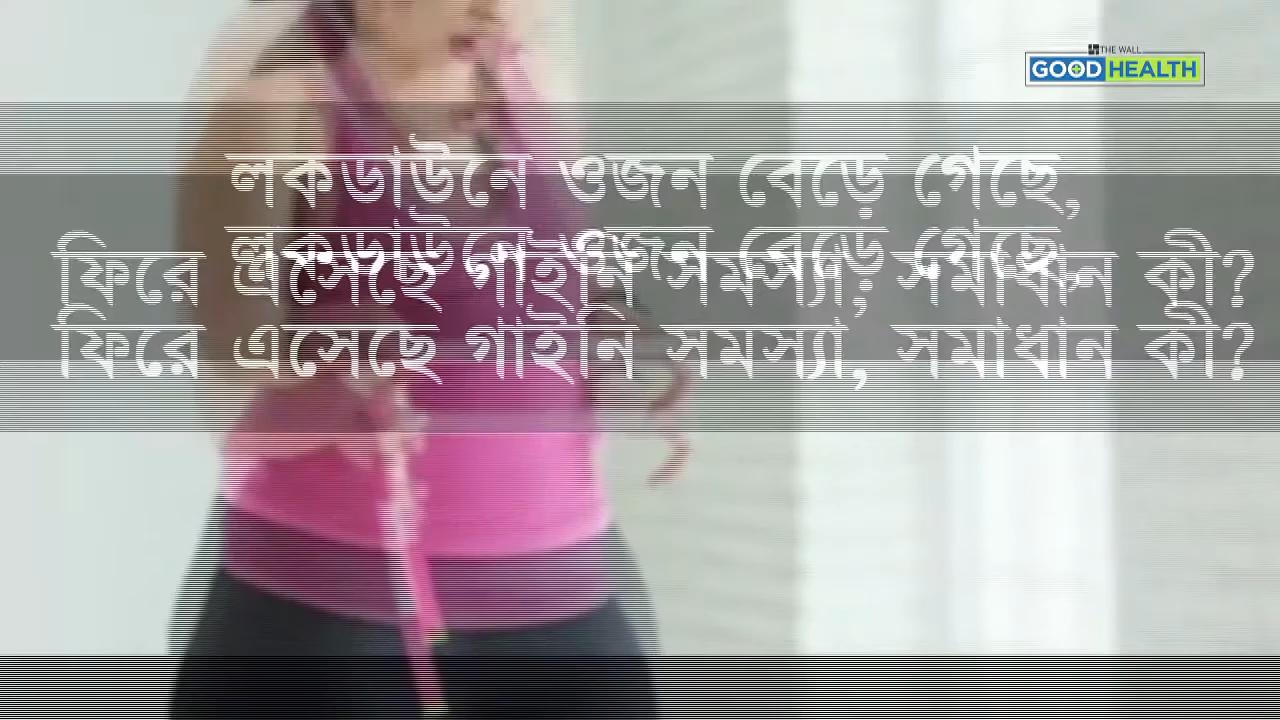 THE WALL
GOOD HEALTH
লকডাউনে ওজন বেড়ে গেছে,
ফিরে এসেছে গাইনি সমস্যা, সমাধান কী?